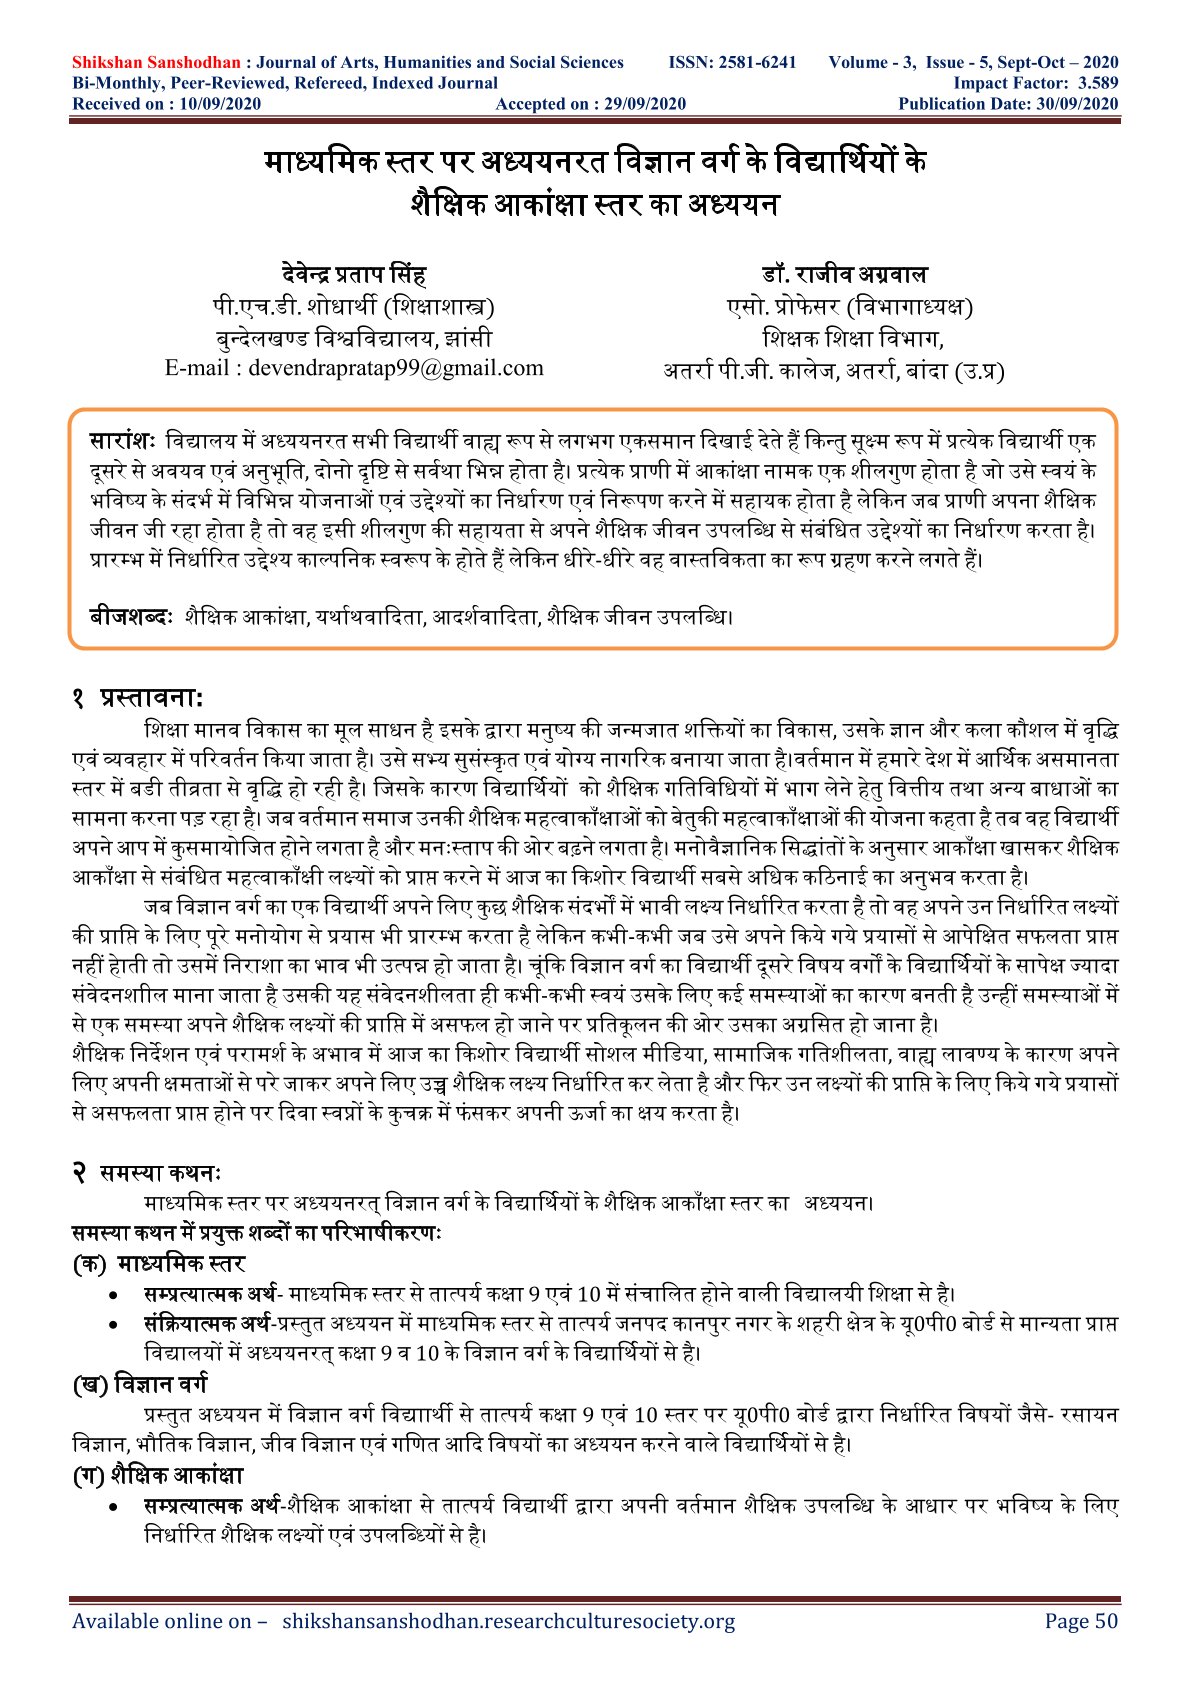 Shikshan Sanshodhan : Journal of Arts, Humanities and Social Sciences ISSN: 2581-6241 Volume - 3, Issue - 5, Sept-Oct – 2020
Bi-Monthly, Peer-Reviewed, Refereed, Indexed Journal Impact Factor: 3.589
Received on : 10/09/2020 Accepted on : 29/09/2020 Publication Date: 30/09/2020
माध्यमिक स्तर पर अध्ययनरत विज्ञान वर्ग के विद्यार्थियों के
शैक्षिक आकांक्षा स्तर का अध्ययन
देवेन्द्र प्रताप सिंह
पी.एच.डी. शोधार्थी (शिक्षाशास्त्र)
बुन्देलखण्ड विश्वविद्यालय, झांसी
E-mail : devendrapratap99@gmail.com
डॉ. राजीव अग्रवाल
एसो. प्रोफेसर (विभागाध्यक्ष)
शिक्षक शिक्षा विभाग,
अतर्रा पी.जी. कालेज, अतर्रा, बांदा (उ.प्र)
सारांशः विद्यालय में अध्ययनरत सभी विद्यार्थी वाह्य रूप से लगभग एकसमान दिखाई देते हैं किन्तु सूक्ष्म रूप में प्रत्येक विद्यार्थी एक
दूसरे से अवयव एवं अनुभूति, दोनो दृष्टि से सर्वथा भिन्न होता है। प्रत्येक प्राणी में आकांक्षा नामक एक शीलगुण होता है जो उसे स्वयं के
भविष्य के संदर्भ में विभिन्न योजनाओं एवं उद्देश्यों का निर्धारण एवं निरूपण करने में सहायक होता है लेकिन जब प्राणी अपना शैक्षिक
जीवन जी रहा होता है तो वह इसी शीलगुण की सहायता से अपने शैक्षिक जीवन उपलब्धि से संबंधित उद्देश्यों का निर्धारण करता है।
प्रारम्भ में निर्धारित उद्देश्य काल्पनिक स्वरूप के होते हैं लेकिन धीरे-धीरे वह वास्तविकता का रूप ग्रहण करने लगते हैं।
बीजशब्दः शैक्षिक आकांक्षा, यर्थाथवादिता, आदर्शवादिता, शैक्षिक जीवन उपलब्धि।
१ प्रस्तावना:
शिक्षा मानव विकास का मूल साधन है इसके द्वारा मनुष्य की जन्मजात शक्तियों का विकास, उसके ज्ञान और कला कौशल में वृद्धि
एवं व्यवहार में परिवर्तन किया जाता है। उसे सभ्य सुसंस्कृत एवं योग्य नागरिक बनाया जाता है।वर्तमान में हमारे देश में आर्थिक असमानता
स्तर में बडी तीव्रता से वृद्धि हो रही है। जिसके कारण विद्यार्थियों को शैक्षिक गतिविधियों में भाग लेने हेतु वित्तीय तथा अन्य बाधाओं का
सामना करना पड़ रहा है। जब वर्तमान समाज उनकी शैक्षिक महत्वाकाँक्षाओं को बेतुकी महत्वाकाँक्षाओं की योजना कहता है तब वह विद्यार्थी
अपने आप में कुसमायोजित होने लगता है और मनःस्ताप की ओर बढ़ने लगता है। मनोवैज्ञानिक सिद्धांतों के अनुसार आकाँक्षा खासकर शैक्षिक
आकाँक्षा से संबंधित महत्वाकाँक्षी लक्ष्यों को प्राप्त करने में आज का किशोर विद्यार्थी सबसे अधिक कठिनाई का अनुभव करता है।
जब विज्ञान वर्ग का एक विद्यार्थी अपने लिए कुछ शैक्षिक संदर्भों में भावी लक्ष्य निर्धारित करता है तो वह अपने उन निर्धारित लक्ष्यों
की प्राप्ति के लिए पूरे मनोयोग से प्रयास भी प्रारम्भ करता है लेकिन कभी-कभी जब उसे अपने किये गये प्रयासों से आपेक्षित सफलता प्राप्त
नहीं हेाती तो उसमें निराशा का भाव भी उत्पन्न हो जाता है। चूंकि विज्ञान वर्ग का विद्यार्थी दूसरे विषय वर्गों के विद्यार्थियों के सापेक्ष ज्यादा
संवेदनशाील माना जाता है उसकी यह संवेदनशीलता ही कभी-कभी स्वयं उसके लिए कई समस्याओं का कारण बनती है उन्हीं समस्याओं में
से एक समस्या अपने शैक्षिक लक्ष्यों की प्राप्ति में असफल हो जाने पर प्रतिकूलन की ओर उसका अग्रसित हो जाना है।
शैक्षिक निर्देशन एवं परामर्श के अभाव में आज का किशोर विद्यार्थी सोशल मीडिया, सामाजिक गतिशीलता, वाह्य लावण्य के कारण अपने
लिए अपनी क्षमताओं से परे जाकर अपने लिए उच्च शैक्षिक लक्ष्य निर्धारित कर लेता है और फिर उन लक्ष्यों की प्राप्ति के लिए किये गये प्रयासों
से असफलता प्राप्त होने पर दिवा स्वप्नों के कुचक्र में फंसकर अपनी ऊर्जा का क्षय करता है।
२ समस्या कथनः
माध्यमिक स्तर पर अध्ययनरत् विज्ञान वर्ग के विद्यार्थियों के शैक्षिक आकाँक्षा स्तर का अध्ययन।
समस्या कथन में प्रयुक्त शब्दों का परिभाषीकरणः
(क) माध्यमिक स्तर
• सम्प्रत्यात्मक अर्थ- माध्यमिक स्तर से तात्पर्य कक्षा 9 एवं 10 में संचालित होने वाली विद्यालयी शिक्षा से है।
• संक्रियात्मक अर्थ-प्रस्तुत अध्ययन में माध्यमिक स्तर से तात्पर्य जनपद कानपुर नगर के शहरी क्षेत्र के यू0पी0 बोर्ड से मान्यता प्राप्त
विद्यालयों में अध्ययनरत् कक्षा 9 व 10 के विज्ञान वर्ग के विद्यार्थियों से है।
(ख) विज्ञान वर्ग
प्रस्तुत अध्ययन में विज्ञान वर्ग विद्याार्थी से तात्पर्य कक्षा 9 एवं 10 स्तर पर यू0पी0 बोर्ड द्वारा निर्धारित विषयों जैसे- रसायन
विज्ञान, भौतिक विज्ञान, जीव विज्ञान एवं गणित आदि विषयों का अध्ययन करने वाले विद्यार्थियों से है।
(ग) शैक्षिक आकांक्षा
• सम्प्रत्यात्मक अर्थ-शैक्षिक आकांक्षा से तात्पर्य विद्यार्थी द्वारा अपनी वर्तमान शैक्षिक उपलब्धि के आधार पर भविष्य के लिए
निर्धारित शैक्षिक लक्ष्यों एवं उपलब्धियों से है।
Available online on – shikshansanshodhan.researchculturesociety.org Page 50